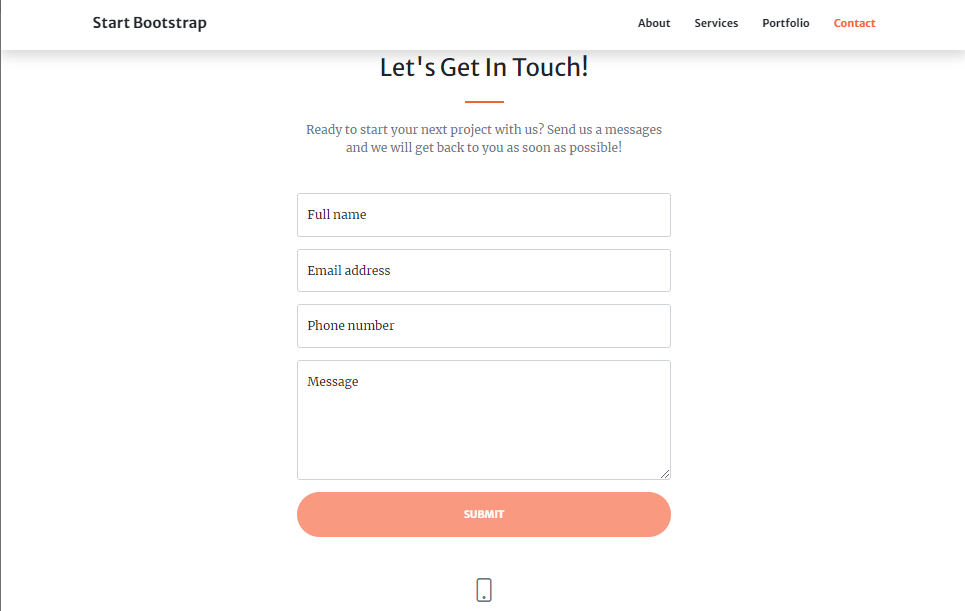 Start Bootstrap
About Services Portfolio Contact
Let's Get In Touch!
Ready to start your next project with us? Send us a messages
and we will get back to you as soon as possible!
Full name
Email address
Phone number
Message
SUBMIT